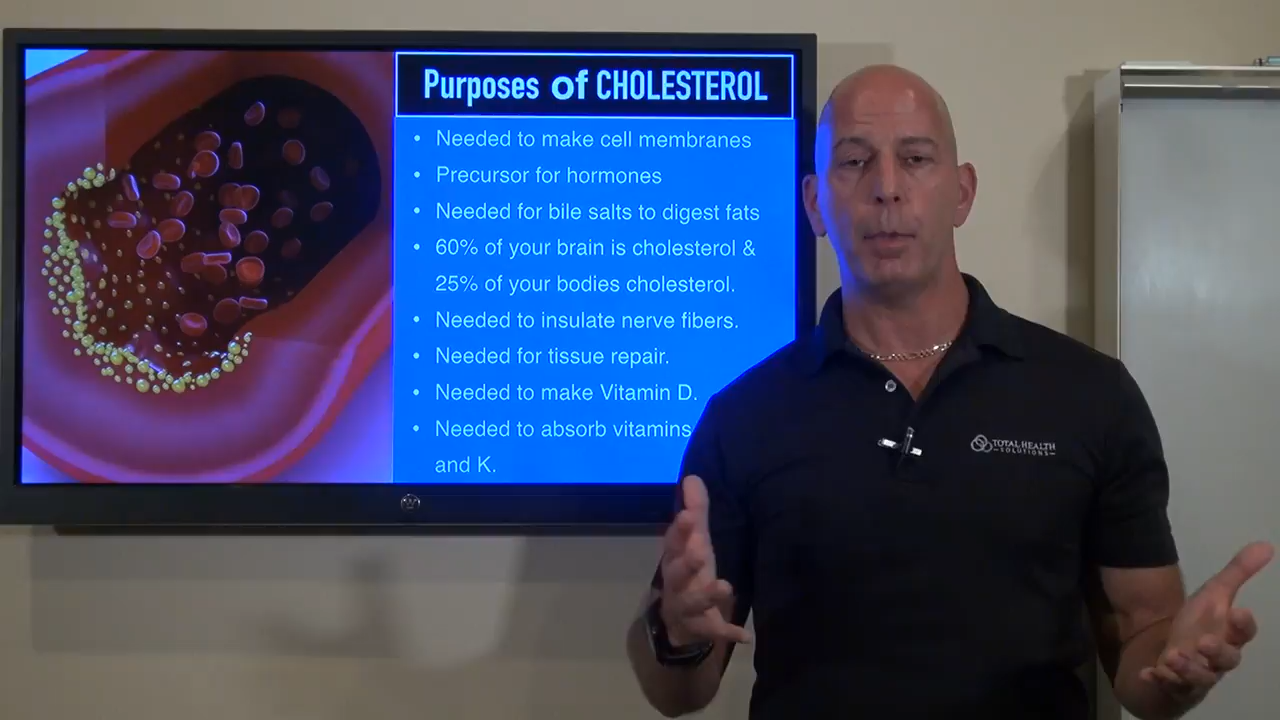 Purposes of CHOLESTEROL
• Needed to make cell membranes
• Precursor for hormones
• Needed for bile salts to digest fats
• 60% of your brain is cholesterol &
25% of your bodies cholesterol.
• Needed to insulate nerve fibers.
• Needed for tissue repair.
• Needed to make Vitamin D.
• Needed to absorb vitamins
and K.
TOTAL HEALTH
SOLUTIONS